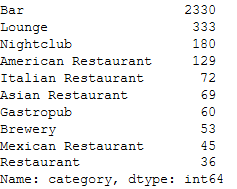 Bar 2330
Lounge 333
Nightclub 180
American Restaurant 129
Italian Restaurant 72
Asian Restaurant 69
Gastropub 60
Brewery 53
Mexican Restaurant 45
Restaurant 36
Name: category, dtype: int64